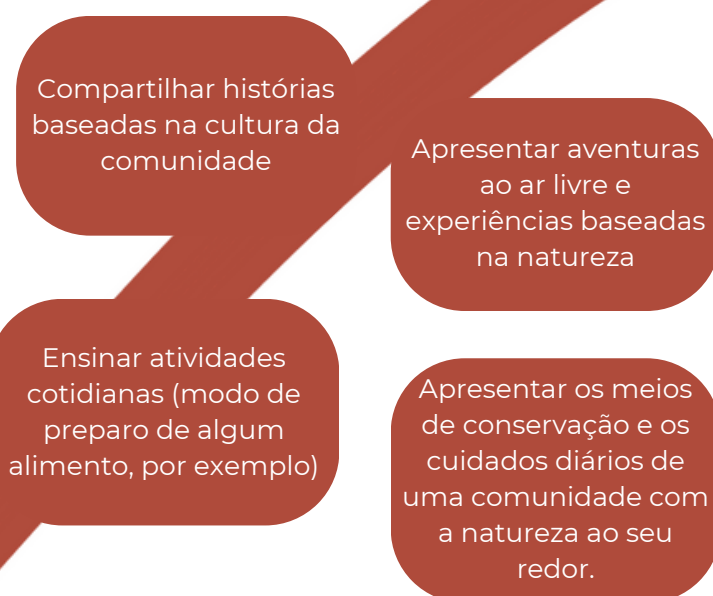 Compartilhar histórias
baseadas na cultura da
comunidade
Apresentar aventuras
ao ar livre e
experiências baseadas
na natureza
Ensinar atividades
cotidianas (modo de
preparo de algum
alimento, por exemplo)
Apresentar os meios
de conservação e os
cuidados diários de
uma comunidade com
a natureza ao seu
redor.